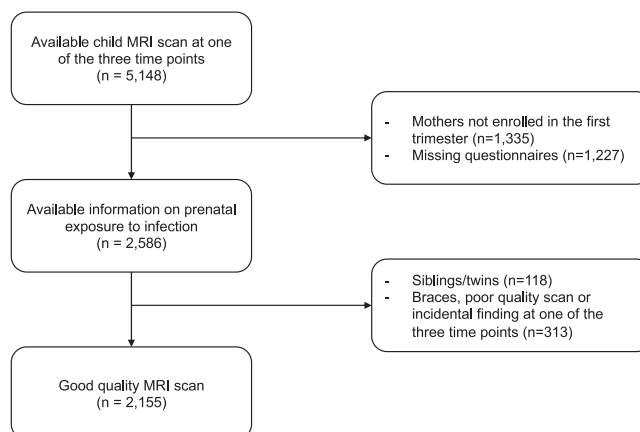 Available child MRI scan at one
of the three time points
(n = 5,148)
- Mothers not enrolled in the first
trimester (n=1,335)
- Missing questionnaires (n=1,227)
Available information on prenatal
exposure to infection
(n = 2,586)
- Siblings/twins (n=118)
- Braces, poor quality scan or
incidental finding at one of the
three time points (n=313)
Good quality MRI scan
(n = 2,155)